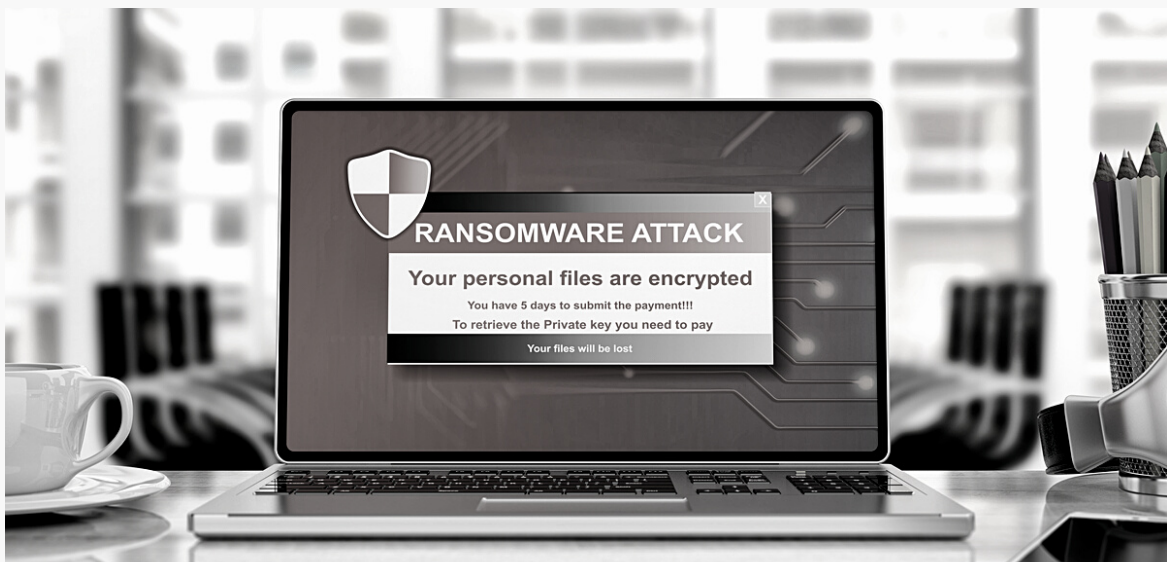 X
RANSOMWARE ATTACK
Your personal files are encrypted
You have 5 days to submit the payment!!!
To retrieve the Private key you need to pay
Your files will be lost